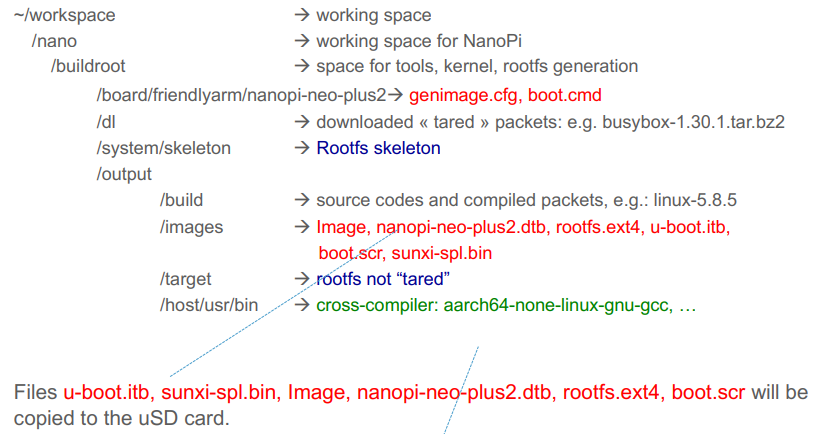 ~/workspace → working space
/nano → working space for NanoPi
/buildroot → space for tools, kernel, rootfs generation
/board/friendlyarm/nanopi-neo-plus2→ genimage.cfg, boot.cmd
/dl → downloaded « tared » packets: e.g. busybox-1.30.1.tar.bz2
/system/skeleton → Rootfs skeleton
/output
/build → source codes and compiled packets, e.g.: linux-5.8.5
/images → Image, nanopi-neo-plus2.dtb, rootfs.ext4, u-boot.itb,
boot.scr, sunxi-spl.bin
/target → rootfs not “tared”
/host/usr/bin → cross-compiler: aarch64-none-linux-gnu-gcc, …
Files u-boot.itb, sunxi-spl.bin, Image, nanopi-neo-plus2.dtb, rootfs.ext4, boot.scr will be
copied to the uSD card.